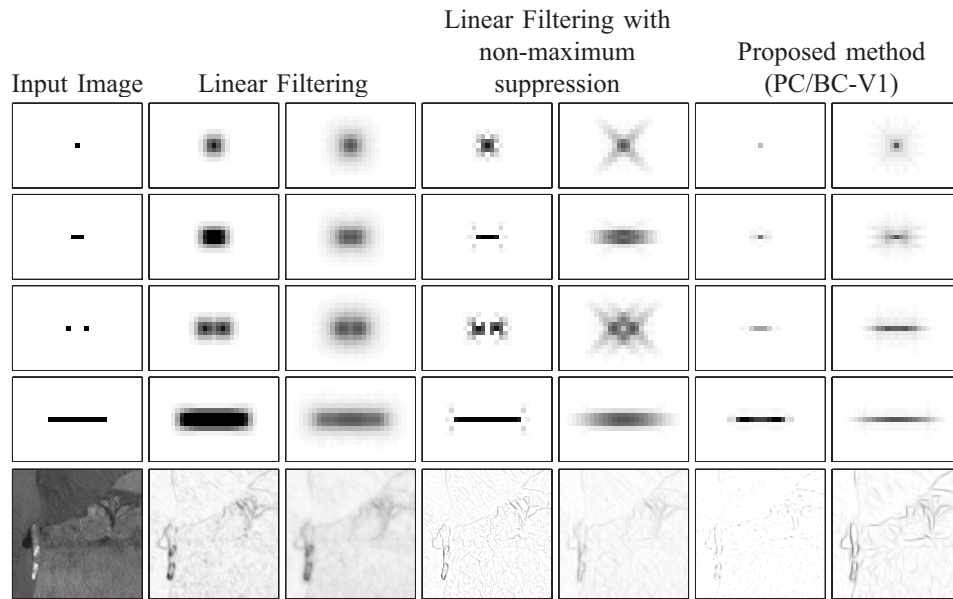 Input Image
Linear Filtering
Linear Filtering with
non-maximum
suppression
Proposed method
(PC/BC-V1)